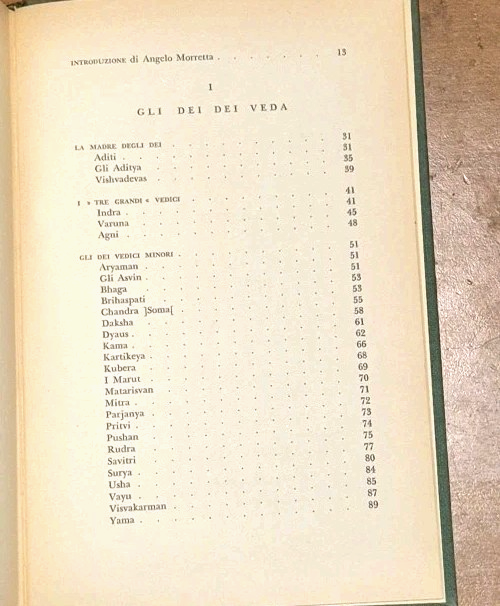 INTRODUZIONE di Angelo Morretta . . . . . . . 13
1
GLI DEI DEI VEDA
LA MADRE DEGLI DEI . . . . . . . 31
Aditi . . . . . . . 31
Gli Aditya . . . . . . . 35
Vishvadevas . . . . . . . 39
I » TRE GRANDI « VEDICI . . . . . . . 41
Indra . . . . . . . 41
Varuna . . . . . . . 45
Agni . . . . . . . 48
GLI DEI VEDICI MINORI . . . . . . . 51
Aryaman . . . . . . . 51
Gli Asvin . . . . . . . 51
Bhaga . . . . . . . 53
Brihaspati . . . . . . . 53
Chandra ]Soma[ . . . . . . . 55
Daksha . . . . . . . 58
Dyaus . . . . . . . 61
Kama . . . . . . . 62
Kartikeya . . . . . . . 66
Kubera . . . . . . . 68
I Marut . . . . . . . 69
Matarisvan . . . . . . . 70
Mitra . . . . . . . 71
Parjanya . . . . . . . 72
Pritvi . . . . . . . 73
Pushan . . . . . . . 74
Rudra . . . . . . . 75
Savitri . . . . . . . 77
Surya . . . . . . . 80
Usha . . . . . . . 84
Vayu . . . . . . . 85
Visvakarman . . . . . . . 87
Yama . . . . . . . 89